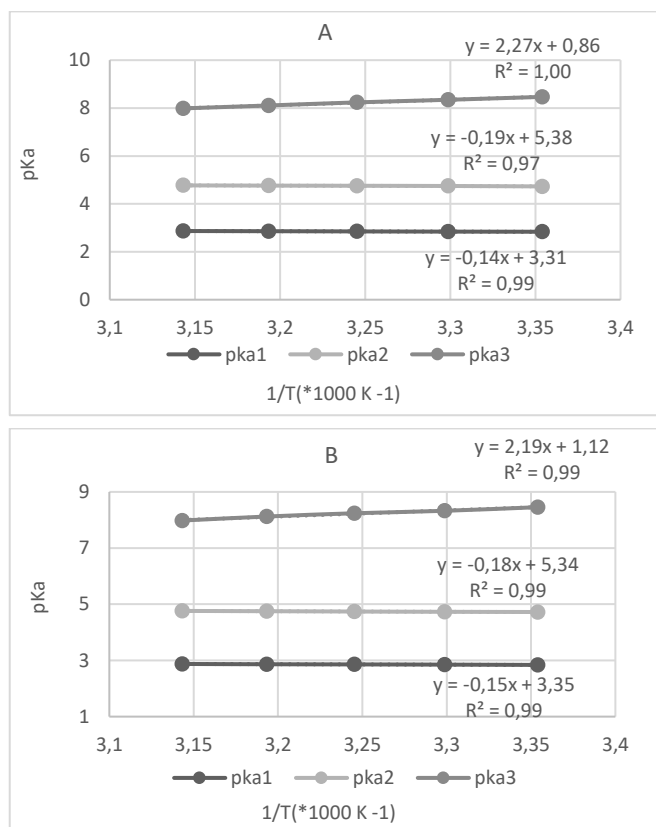 A
y = 2,27x + 0,86
R² = 1,00
10
8
6
4
2
0
pKa
y = -0,19x + 5,38
R² = 0,97
y = -0,14x + 3,31
R² = 0,99
3,1 3,15 3,2 3,25 3,3 3,35 3,4
pka1 pka2 pka3
1/T(*1000 K -1)
B
y = 2,19x + 1,12
R² = 0,99
9
7
5
3
1
pKa
y = -0,18x + 5,34
R² = 0,99
y = -0,15x + 3,35
R² = 0,99
3,1 3,15 3,2 3,25 3,3 3,35 3,4
pka1 pka2 pka3
1/T(*1000 K -1)